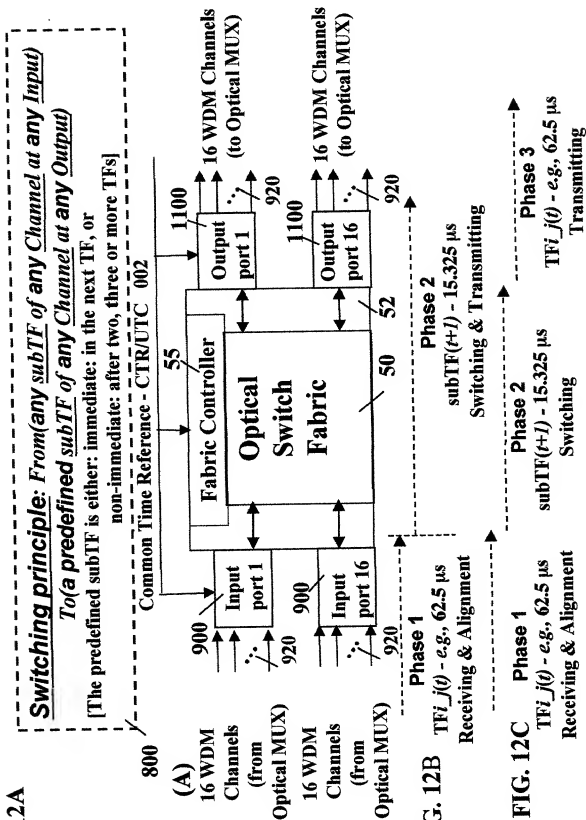 12A
Switching principle: From(any subTF of any Channel at any Input)
To(a predefined subTF of any Channel at any Output)
[The predefined subTF is either: immediate: in the next TF, or
non-immediate: after two, three or more TFs]
800
Common Time Reference - CTR/UTC 002
(A)
16 WDM
Channels
(from
Optical MUX)
900
Input
port 1
920
16 WDM
Channels
(from
Optical MUX)
900
Input
port 16
920
55
Fabric Controller
Optical
Switch
Fabric
50
52
1100
Output
port 1
920
16 WDM Channels
(to Optical MUX)
1100
Output
port 16
920
16 WDM Channels
(to Optical MUX)
G. 12B
Phase 1
TFi_j(t) - e.g., 62.5 μs
Receiving & Alignment
Phase 2
subTF(t+1) - 15.325 μs
Switching & Transmitting
FIG. 12C
Phase 1
TFi_j(t) - e.g., 62.5 μs
Receiving & Alignment
Phase 2
subTF(t+1) - 15.325 μs
Switching
Phase 3
TFi_j(t) - e.g., 62.5 μs
Transmitting